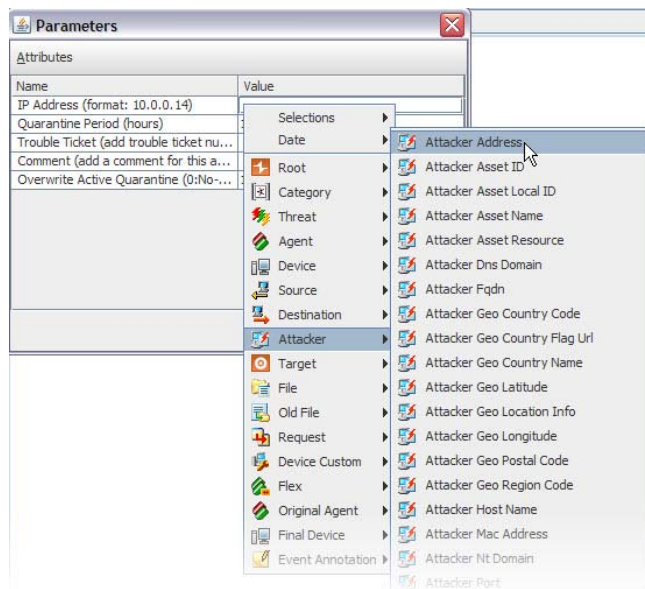 Parameters
Attributes
Name Value
IP Address (format: 10.0.0.14)
Quarantine Period (hours)
Trouble Ticket (add trouble ticket nu...
Comment (add a comment for this a...
Overwrite Active Quarantine (0:No-...
Selections
Date
Root
Category
Threat
Agent
Device
Source
Destination
Attacker
Target
File
Old File
Request
Device Custom
Flex
Original Agent
Final Device
Event Annotation
Attacker Address
Attacker Asset ID
Attacker Asset Local ID
Attacker Asset Name
Attacker Asset Resource
Attacker Dns Domain
Attacker Fqdn
Attacker Geo Country Code
Attacker Geo Country Flag Url
Attacker Geo Country Name
Attacker Geo Latitude
Attacker Geo Location Info
Attacker Geo Longitude
Attacker Geo Postal Code
Attacker Geo Region Code
Attacker Host Name
Attacker Mac Address
Attacker Nt Domain
Attacker Port